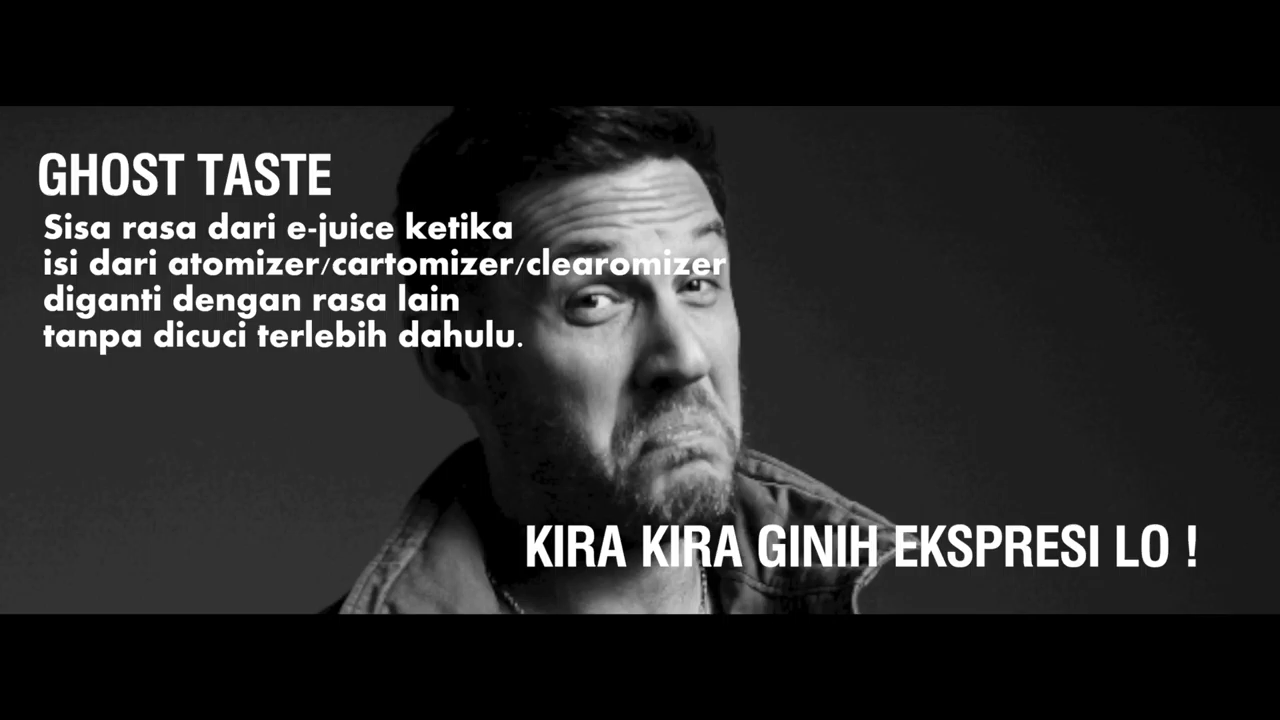 GHOST TASTE
Sisa rasa dari e-juice ketika
isi dari atomizer/cartomizer/clearomizer
diganti dengan rasa lain
tanpa dicuci terlebih dahulu.
KIRA KIRA GINIH EKSPRESI LO !